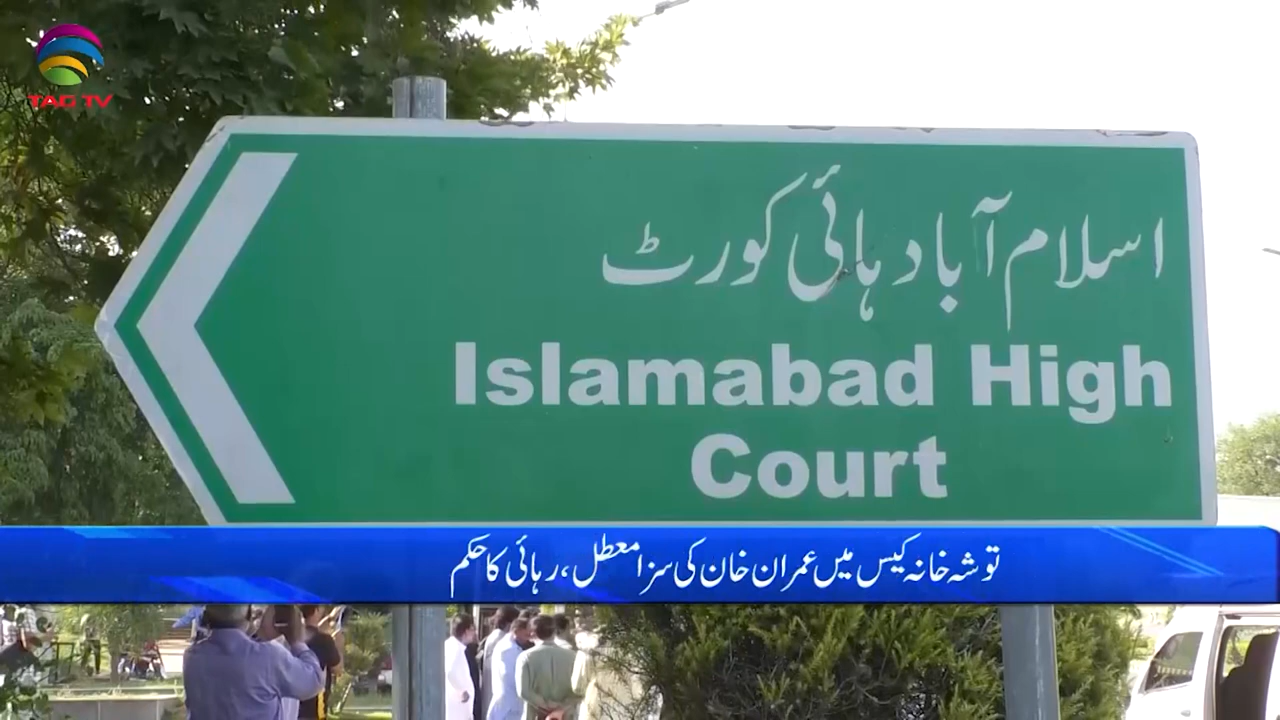 TAG TV
اسلام آباد ہائی کورٹ
Islamabad High
Court
توشہ خانہ کیس میں عمران خان کی سزا معطل، رہائی کا حکم